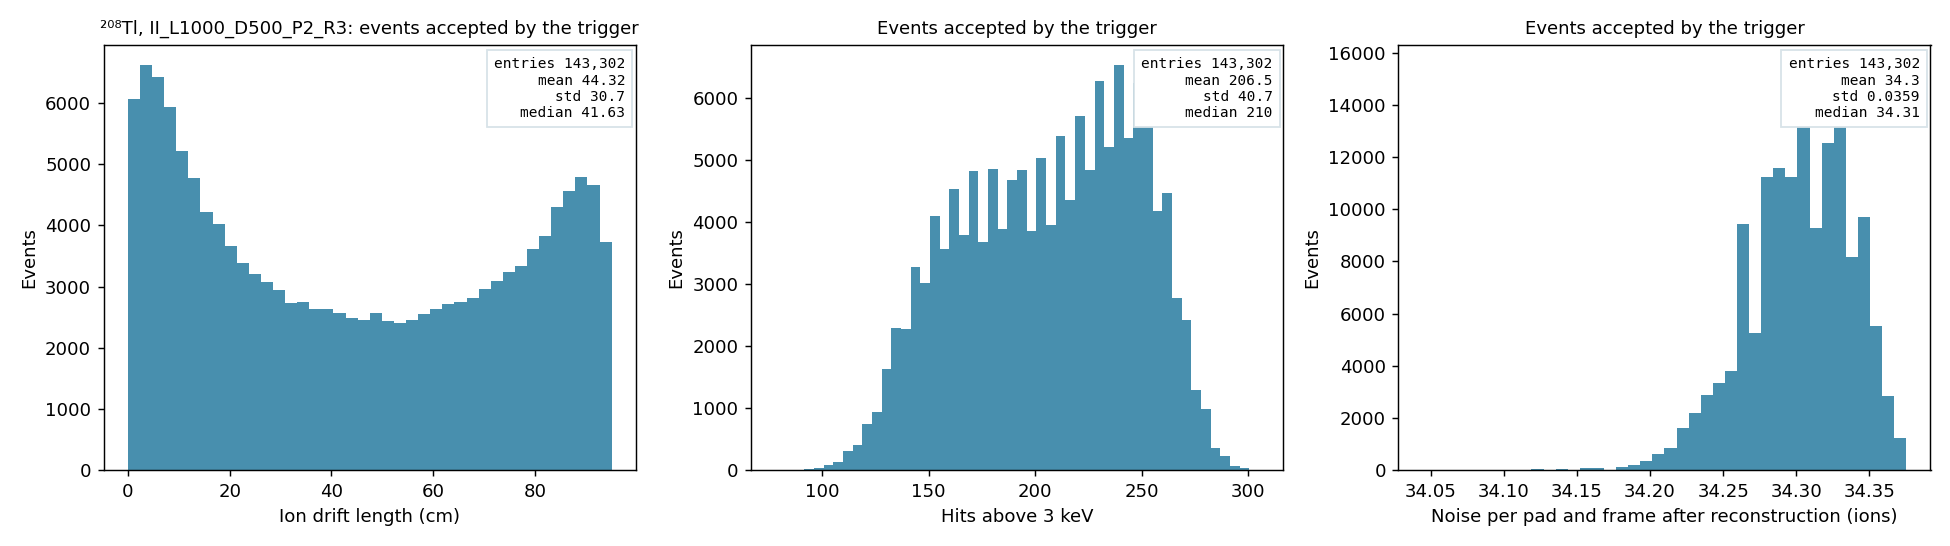 ²⁰⁸Tl, II_L1000_D500_P2_R3: events accepted by the trigger
entries 143,302
mean 44.32
std 30.7
median 41.63
6000
5000
4000
3000
2000
1000
0
Events
0 20 40 60 80
Ion drift length (cm)
Events accepted by the trigger
entries 143,302
mean 206.5
std 40.7
median 210
6000
5000
4000
3000
2000
1000
0
Events
100 150 200 250 300
Hits above 3 keV
Events accepted by the trigger
entries 143,302
mean 34.3
std 0.0359
median 34.31
16000
14000
12000
10000
8000
6000
4000
2000
0
Events
34.05 34.10 34.15 34.20 34.25 34.30 34.35
Noise per pad and frame after reconstruction (ions)